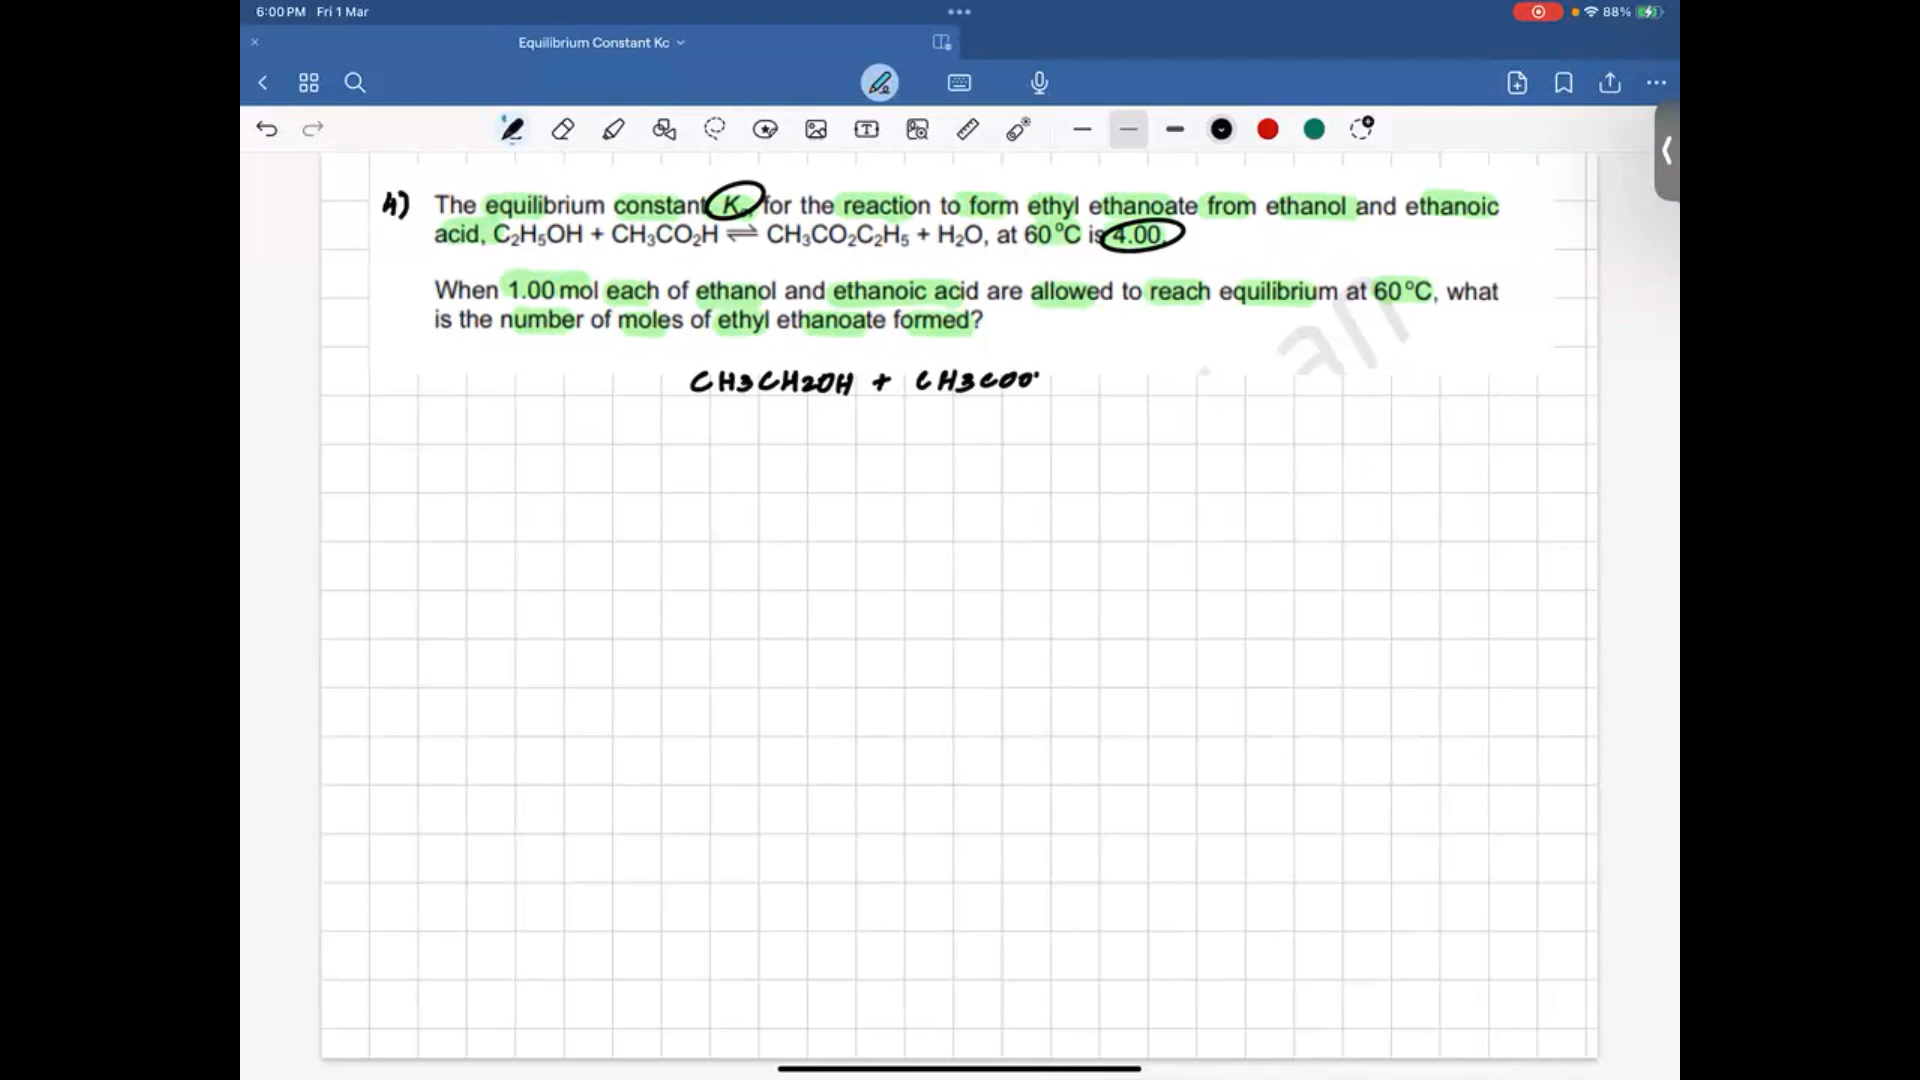 6:00 PM Fri 1 Mar
88%
Equilibrium Constant Kc
4) The equilibrium constant K for the reaction to form ethyl ethanoate from ethanol and ethanoic
acid, C₂H₅OH + CH₃CO₂H ⇌ CH₃CO₂C₂H₅ + H₂O, at 60 °C is 4.00.
When 1.00 mol each of ethanol and ethanoic acid are allowed to reach equilibrium at 60 °C, what
is the number of moles of ethyl ethanoate formed?
CH3CH2OH + CH3COO